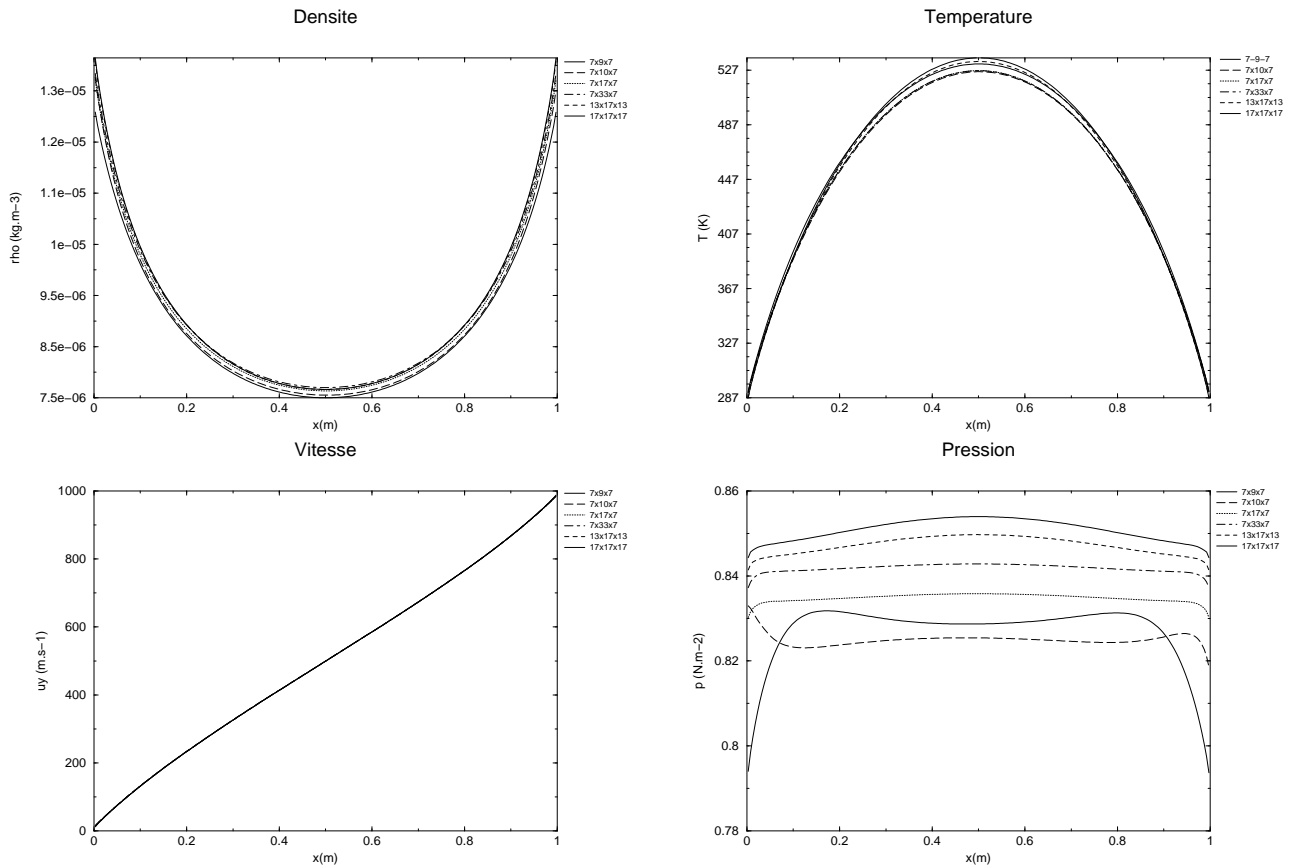 Densite
1.3e−05
1.2e−05
1.1e−05
1e−05
9.5e−06
8.5e−06
7.5e−06
rho (kg.m−3)
0
0.2
0.4
0.6
0.8
1
x(m)
7x9x7
7x10x7
7x17x7
7x33x7
13x17x13
17x17x17
Temperature
527
487
447
407
367
327
287
T (K)
0
0.2
0.4
0.6
0.8
1
x(m)
7−9−7
7x10x7
7x17x7
7x33x7
13x17x13
17x17x17
Vitesse
1000
800
600
400
200
0
uy (m.s−1)
0
0.2
0.4
0.6
0.8
1
x(m)
7x9x7
7x10x7
7x17x7
7x33x7
13x17x13
17x17x17
Pression
0.86
0.84
0.82
0.8
0.78
p (N.m−2)
0
0.2
0.4
0.6
0.8
1
x(m)
7x9x7
7x10x7
7x17x7
7x33x7
13x17x13
17x17x17